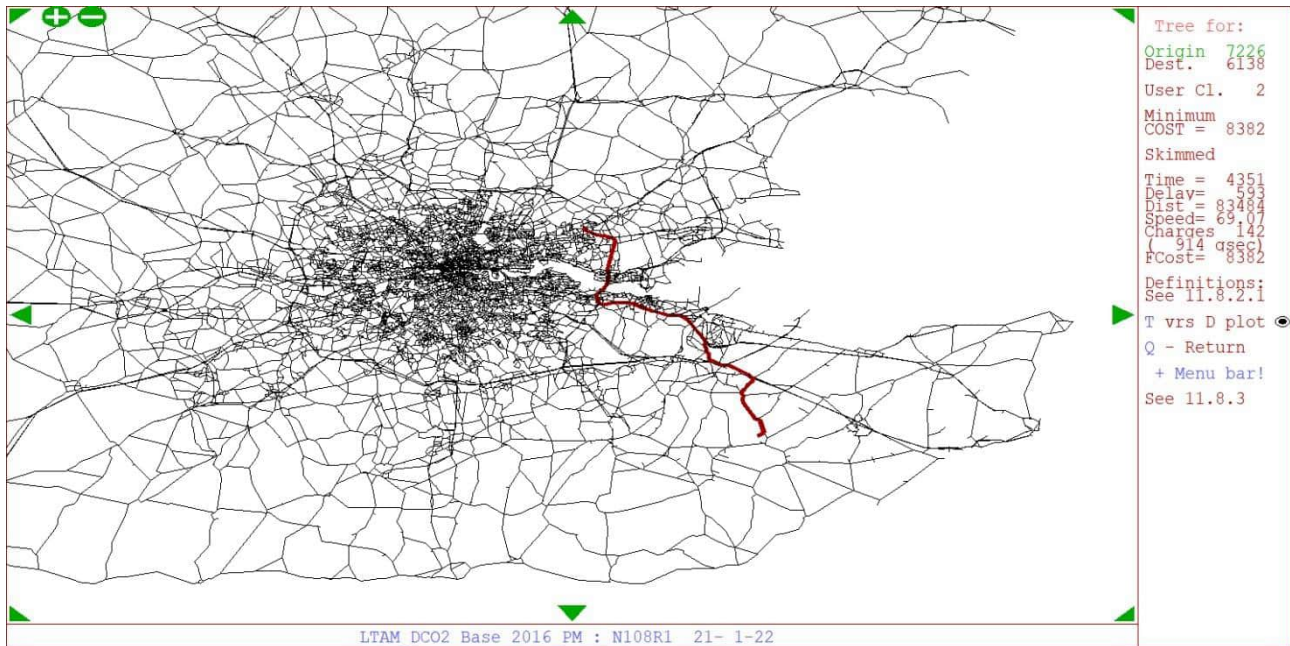 Tree for:
Origin 7226
Dest. 6138
User Cl. 2
Minimum
COST = 8382
Skimmed
Time = 4351
Delay= 593
Dist = 83484
Speed= 69.07
Charges 142
( 914 gsec)
FCost= 8382
Definitions:
See 11.8.2.1
T vrs D plot
Q - Return
+ Menu bar!
See 11.8.3
LTAM DCO2 Base 2016 PM : N108R1 21- 1-22